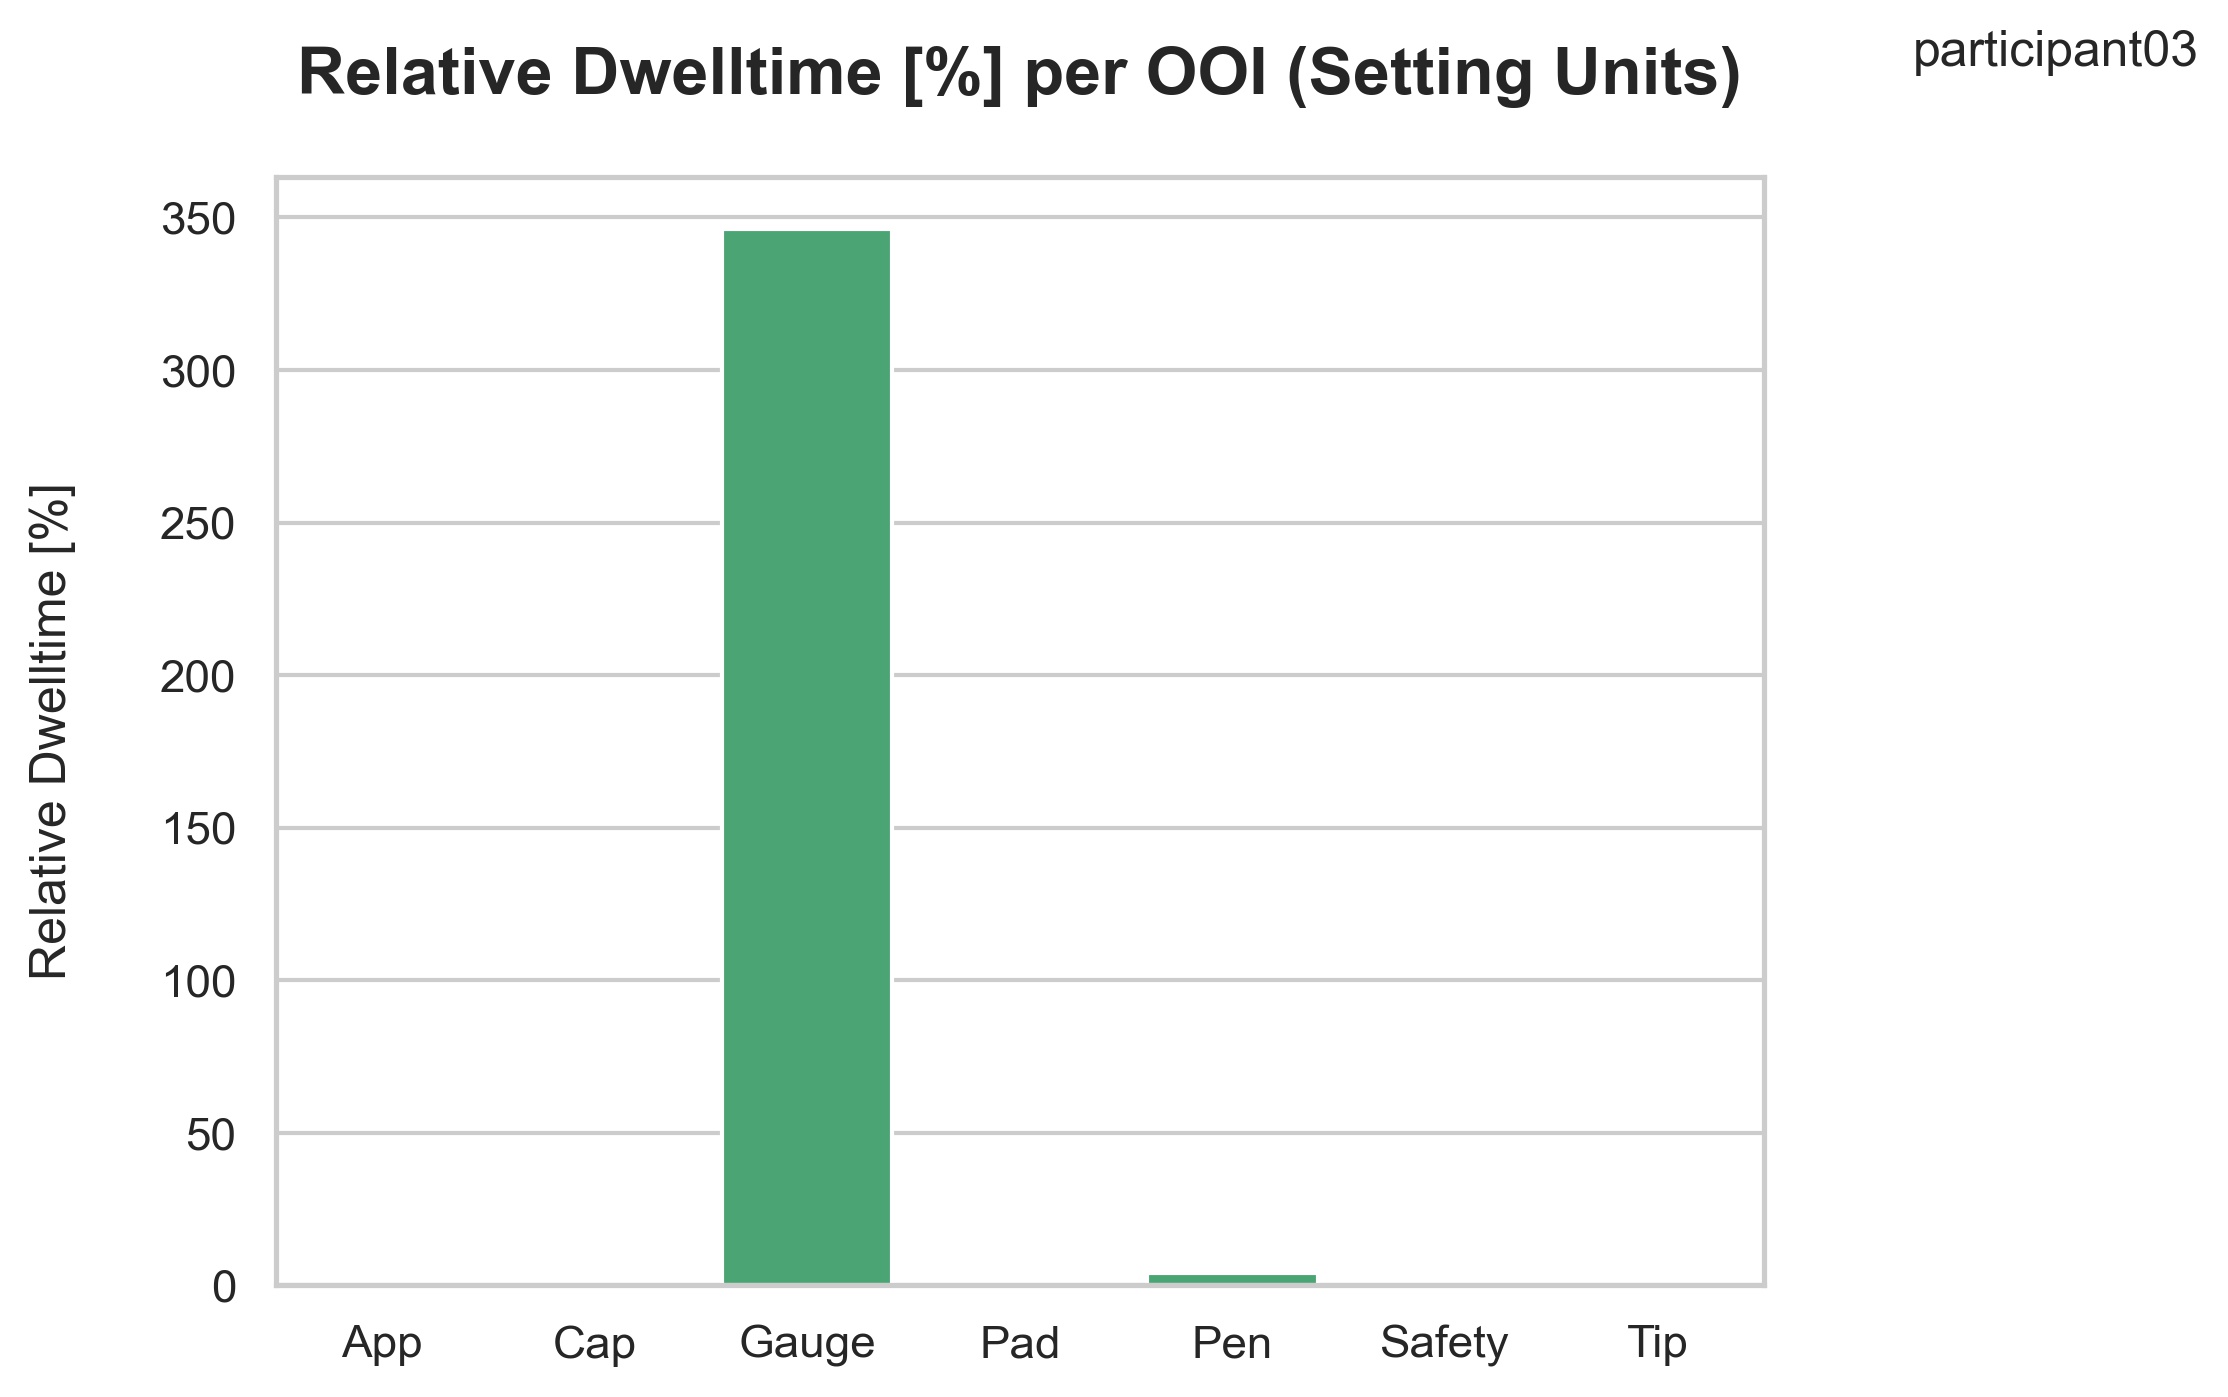 Relative Dwelltime [%] per OOI (Setting Units)
participant03
Relative Dwelltime [%]
350
300
250
200
150
100
50
0
App Cap Gauge Pad Pen Safety Tip